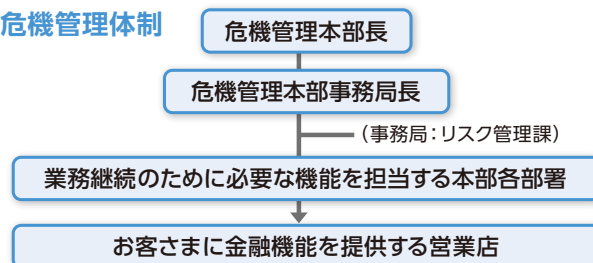 危機管理体制
危機管理本部長
危機管理本部事務局長
（事務局：リスク管理課）
業務継続のために必要な機能を担当する本部各部署
お客さまに金融機能を提供する営業店